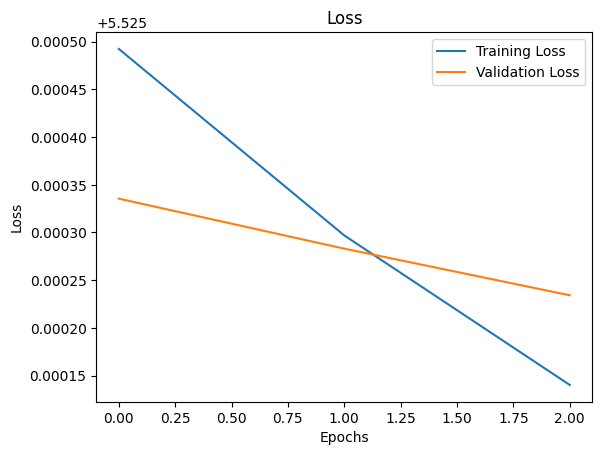 Loss
+5.525
0.00050
0.00045
0.00040
0.00035
0.00030
0.00025
0.00020
0.00015
Loss
Training Loss
Validation Loss
0.00 0.25 0.50 0.75 1.00 1.25 1.50 1.75 2.00
Epochs